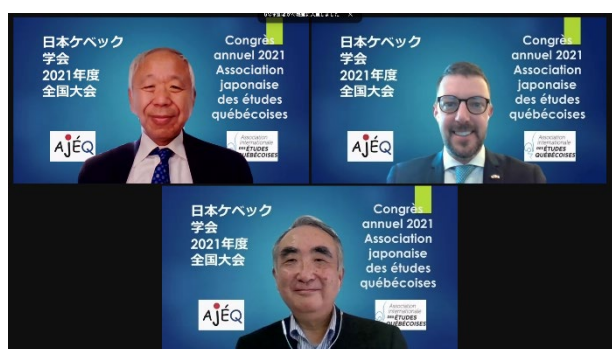 日本ケベック
学会
2021年度
全国大会
Congrès
annuel 2021
Association
japonaise
des études
québécoises
AJÉQ
Association
internationale
DES ÉTUDES
QUÉBÉCOISES
日本ケベック
学会
2021年度
全国大会
Congrès
annuel 2021
Association
japonaise
des études
québécoises
AJÉQ
Association
internationale
DES ÉTUDES
QUÉBÉCOISES
日本ケベック
学会
2021年度
全国大会
Congrès
annuel 2021
Association
japonaise
des études
québécoises
AJÉQ
Association
internationale
DES ÉTUDES
QUÉBÉCOISES